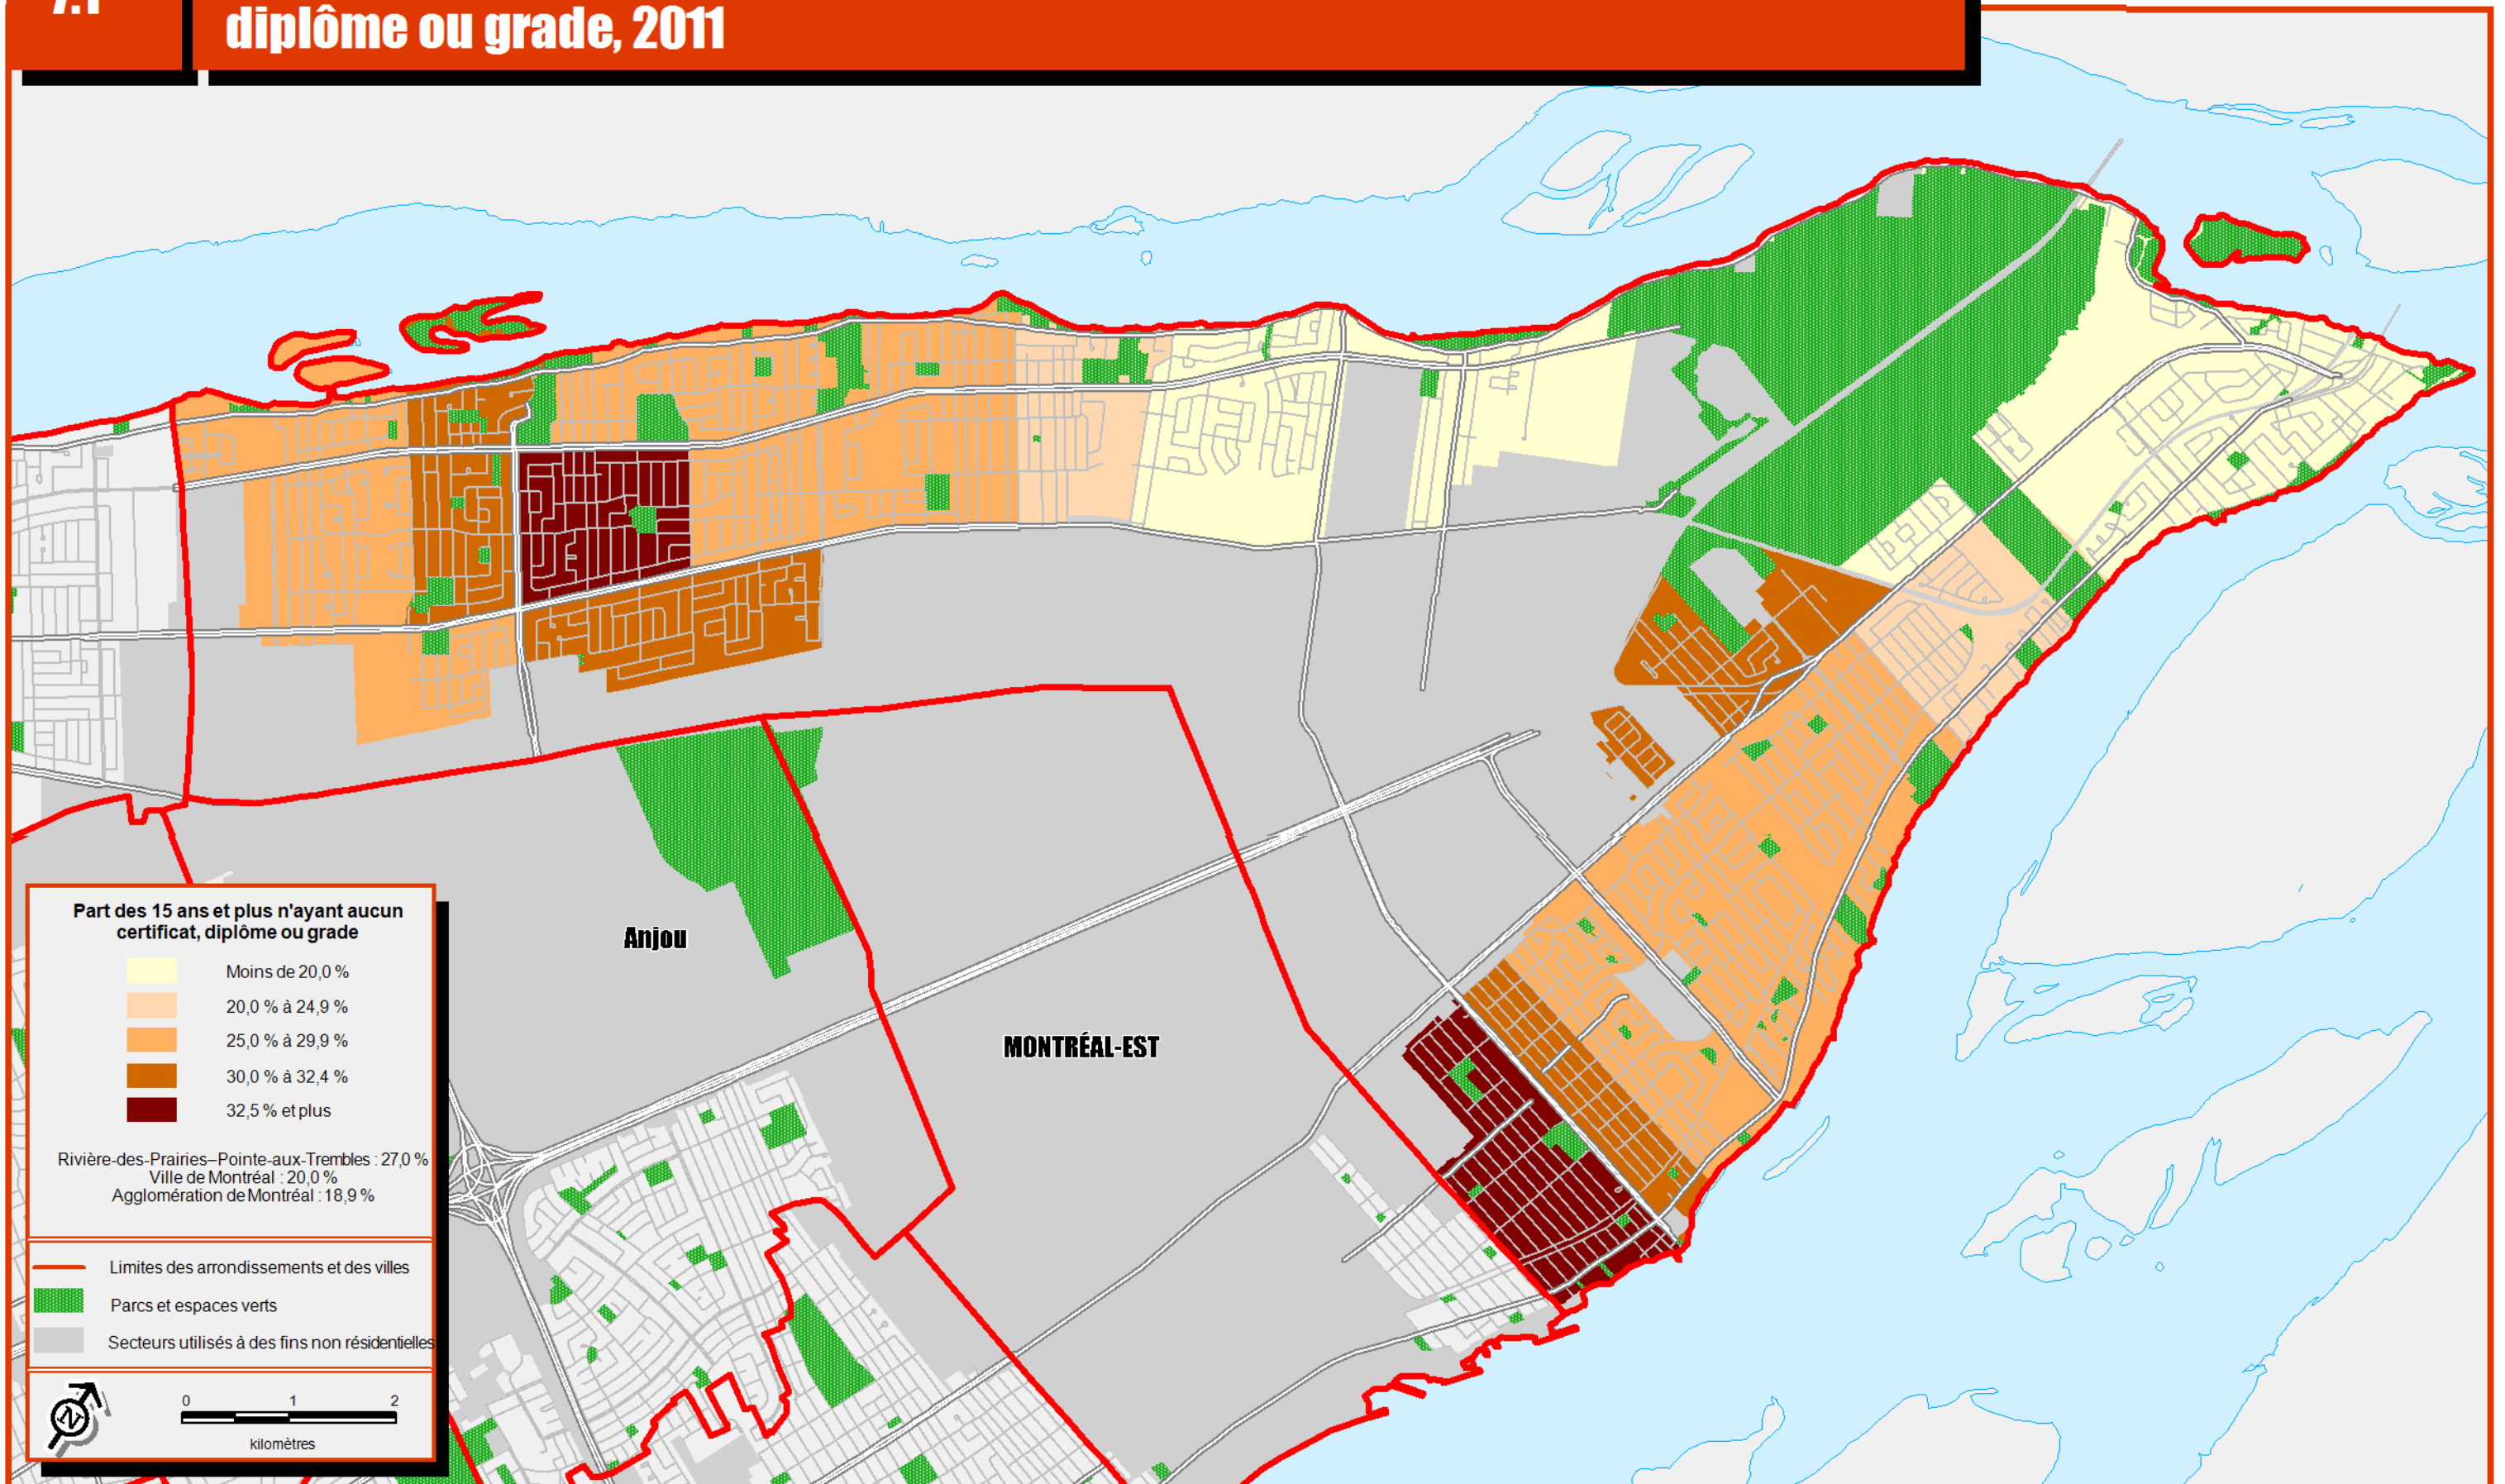 7.1
diplôme ou grade, 2011
Anjou
MONTRÉAL-EST
Part des 15 ans et plus n'ayant aucun
certificat, diplôme ou grade
Moins de 20,0 %
20,0 % à 24,9 %
25,0 % à 29,9 %
30,0 % à 32,4 %
32,5 % et plus
Rivière-des-Prairies–Pointe-aux-Trembles : 27,0 %
Ville de Montréal : 20,0 %
Agglomération de Montréal : 18,9 %
Limites des arrondissements et des villes
Parcs et espaces verts
Secteurs utilisés à des fins non résidentielles
N
0 1 2
kilomètres